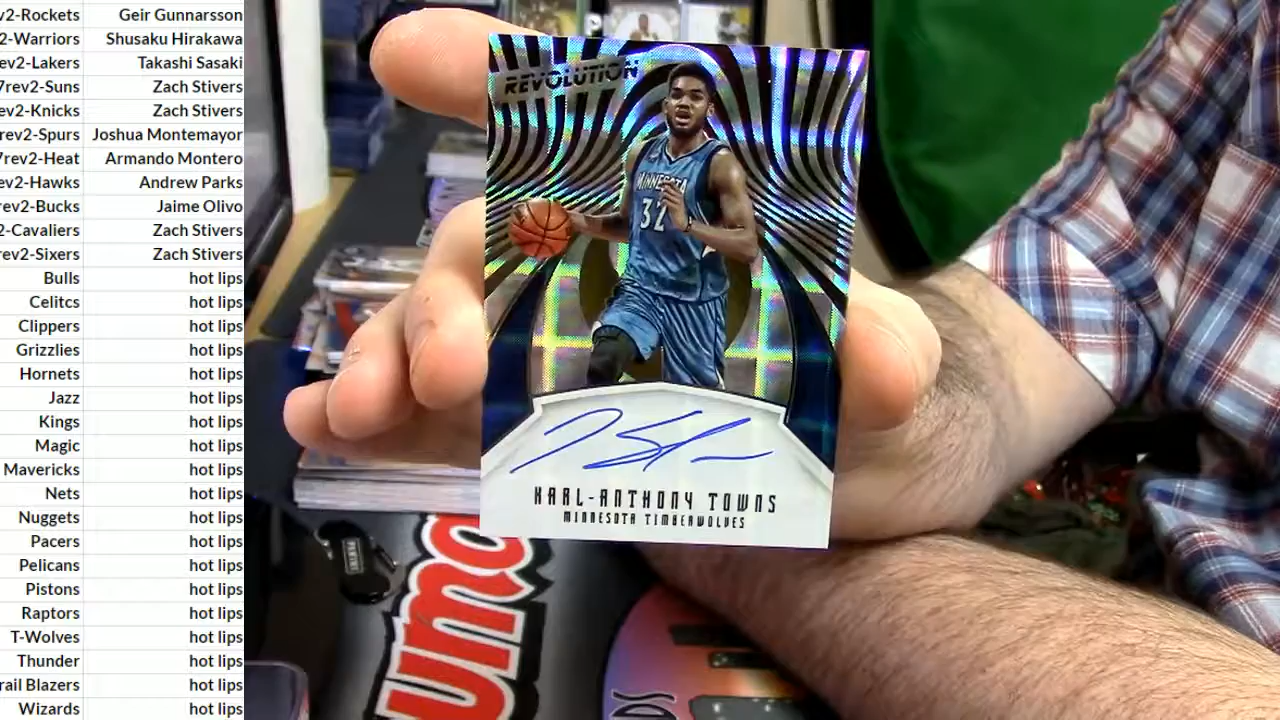 v2-Rockets Geir Gunnarsson
2-Warriors Shusaku Hirakawa
ev2-Lakers Takashi Sasaki
7rev2-Suns Zach Stivers
ev2-Knicks Zach Stivers
rev2-Spurs Joshua Montemayor
7rev2-Heat Armando Montero
ev2-Hawks Andrew Parks
rev2-Bucks Jaime Olivo
2-Cavaliers Zach Stivers
rev2-Sixers Zach Stivers
Bulls hot lips
Celitcs hot lips
Clippers hot lips
Grizzlies hot lips
Hornets hot lips
Jazz hot lips
Kings hot lips
Magic hot lips
Mavericks hot lips
Nets hot lips
Nuggets hot lips
Pacers hot lips
Pelicans hot lips
Pistons hot lips
Raptors hot lips
T-Wolves hot lips
Thunder hot lips
rail Blazers hot lips
Wizards hot lips
REVOLUTION
MINNESOTA
32
KARL-ANTHONY TOWNS
MINNESOTA TIMBERWOLVES
PANINI